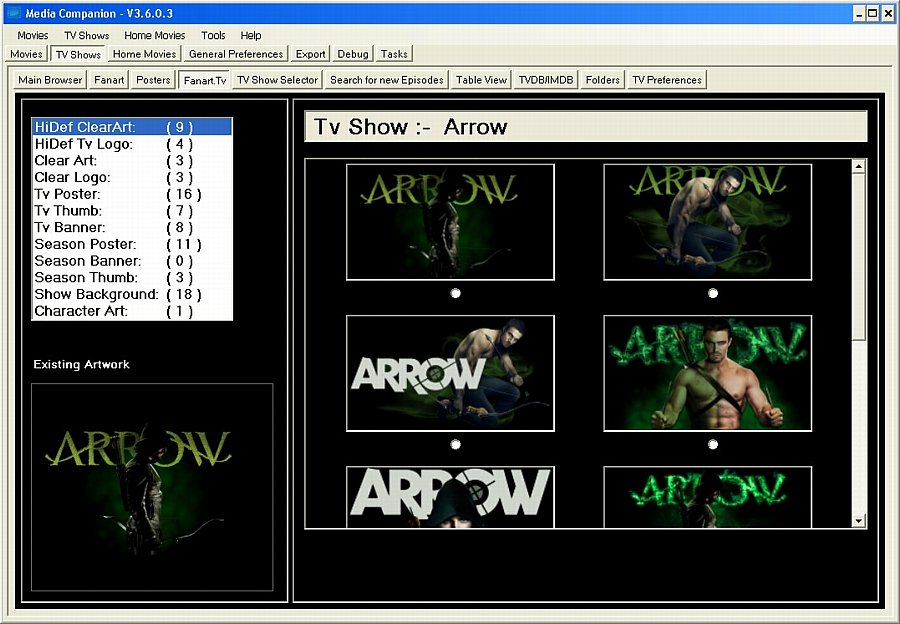 Media Companion - V3.6.0.3
Movies TV Shows Home Movies Tools Help
Movies TV Shows Home Movies General Preferences Export Debug Tasks
Main Browser Fanart Posters Fanart.Tv TV Show Selector Search for new Episodes Table View TVDB/IMDB Folders TV Preferences
HiDef ClearArt: ( 9 )
HiDef Tv Logo: ( 4 )
Clear Art: ( 3 )
Clear Logo: ( 3 )
Tv Poster: ( 16 )
Tv Thumb: ( 7 )
Tv Banner: ( 8 )
Season Poster: ( 11 )
Season Banner: ( 0 )
Season Thumb: ( 3 )
Show Background: ( 18 )
Character Art: ( 1 )
Existing Artwork
ARROW
Tv Show :- Arrow
ARROW
ARROW
ARROW
ARROW
ARROW
ARROW